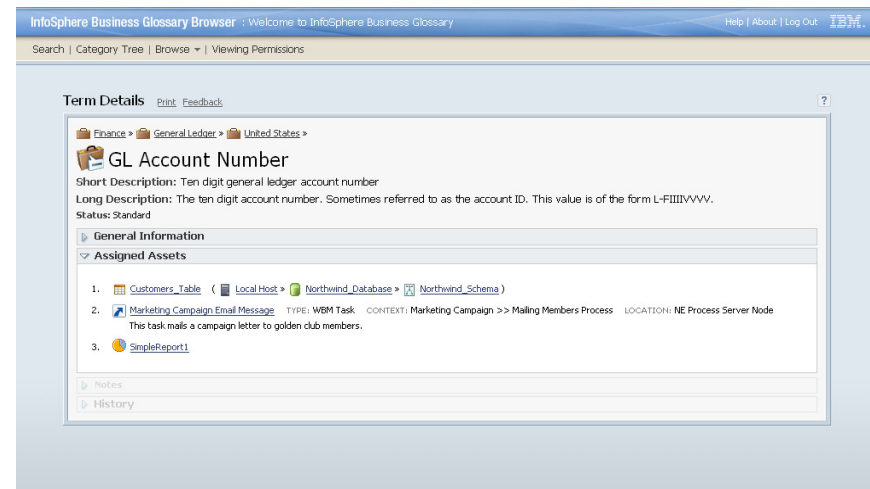 InfoSphere Business Glossary Browser : Welcome to InfoSphere Business Glossary Help | About | Log Out IBM.
Search | Category Tree | Browse | Viewing Permissions
Term Details Print Feedback ?
Finance » General Ledger » United States »
GL Account Number
Short Description: Ten digit general ledger account number
Long Description: The ten digit account number. Sometimes referred to as the account ID. This value is of the form L-FIIIIVVVV.
Status: Standard
General Information
Assigned Assets
1. Customers_Table ( Local Host » Northwind_Database » Northwind_Schema )
2. Marketing Campaign Email Message TYPE: WBM Task CONTEXT: Marketing Campaign >> Mailing Members Process LOCATION: NE Process Server Node
This task mails a campaign letter to golden club members.
3. SimpleReport1
Notes
History